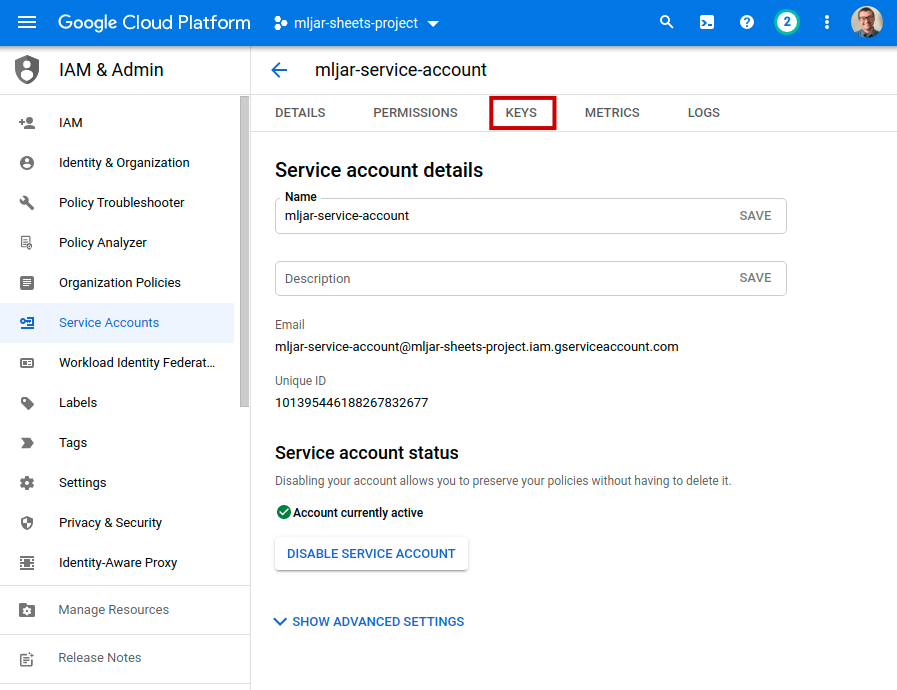 Google Cloud Platform
mljar-sheets-project
2
IAM & Admin
mljar-service-account
IAM
Identity & Organization
Policy Troubleshooter
Policy Analyzer
Organization Policies
Service Accounts
Workload Identity Federat...
Labels
Tags
Settings
Privacy & Security
Identity-Aware Proxy
Manage Resources
Release Notes
DETAILS PERMISSIONS KEYS METRICS LOGS
Service account details
Name
mljar-service-account SAVE
Description SAVE
Email
mljar-service-account@mljar-sheets-project.iam.gserviceaccount.com
Unique ID
101395446188267832677
Service account status
Disabling your account allows you to preserve your policies without having to delete it.
Account currently active
DISABLE SERVICE ACCOUNT
SHOW ADVANCED SETTINGS